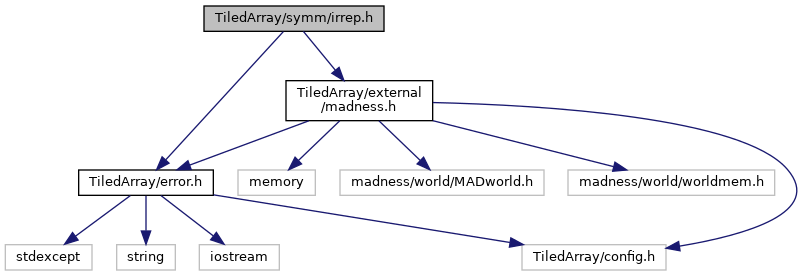 TiledArray/symm/irrep.h
TiledArray/external
/madness.h
TiledArray/error.h
memory
madness/world/MADworld.h
madness/world/worldmem.h
stdexcept
string
iostream
TiledArray/config.h